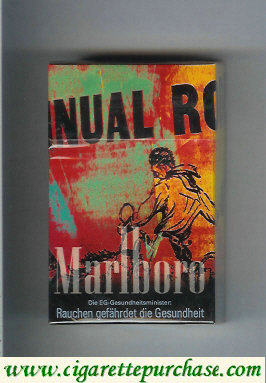 NUAL RO
Marlboro
Die EG-Gesundheitsminister:
Rauchen gefährdet die Gesundheit
www.cigarettepurchase.com